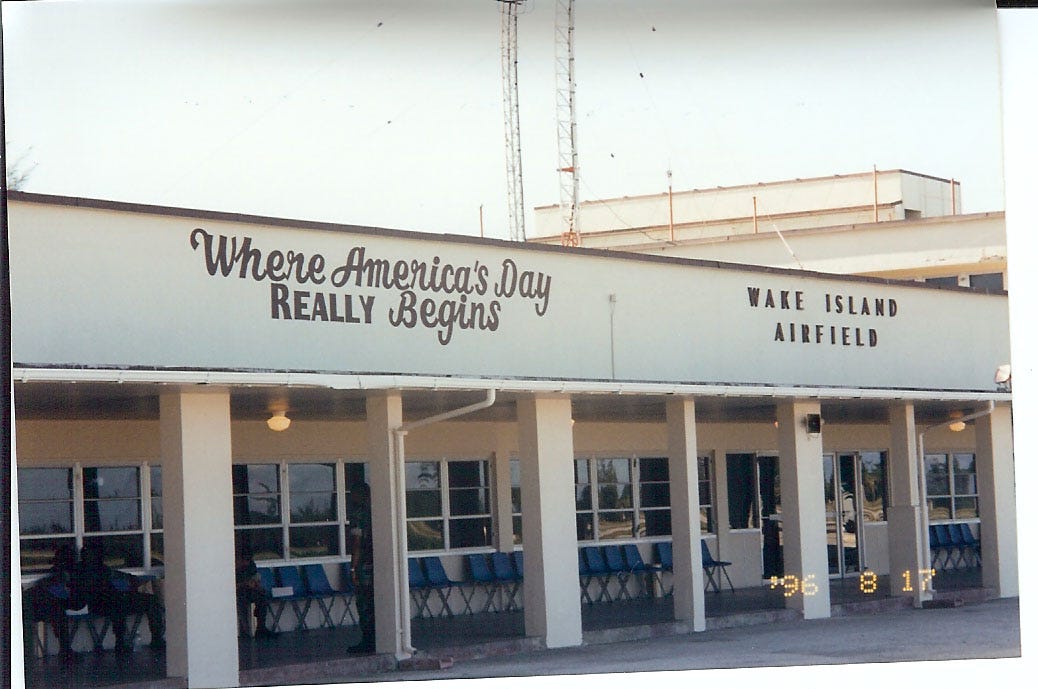 Where America's Day
REALLY Begins
WAKE ISLAND
AIRFIELD
'96 8 17